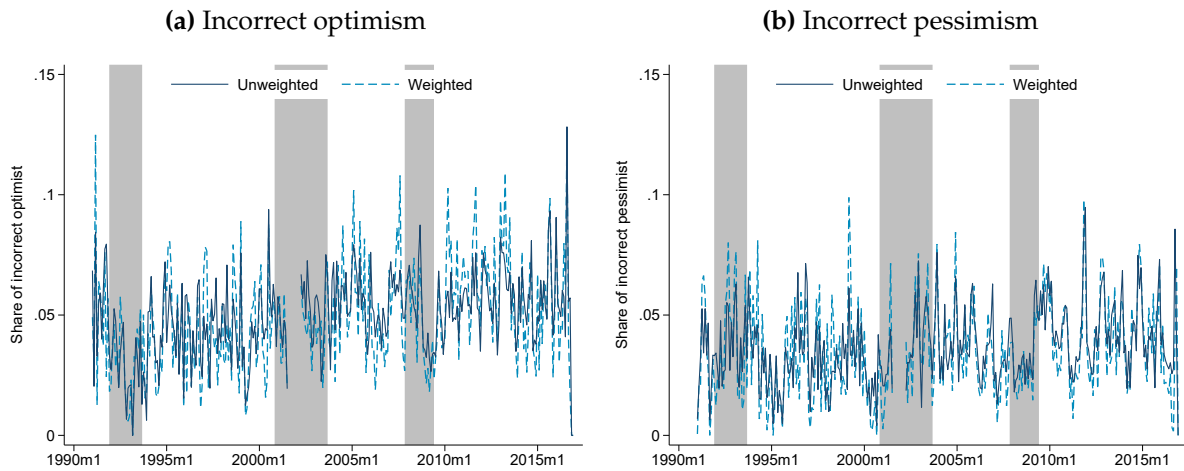 (a) Incorrect optimism
Share of incorrect optimist
.15
.1
.05
0
Unweighted
Weighted
1990m1 1995m1 2000m1 2005m1 2010m1 2015m1
(b) Incorrect pessimism
Share of incorrect pessimist
.15
.1
.05
0
Unweighted
Weighted
1990m1 1995m1 2000m1 2005m1 2010m1 2015m1